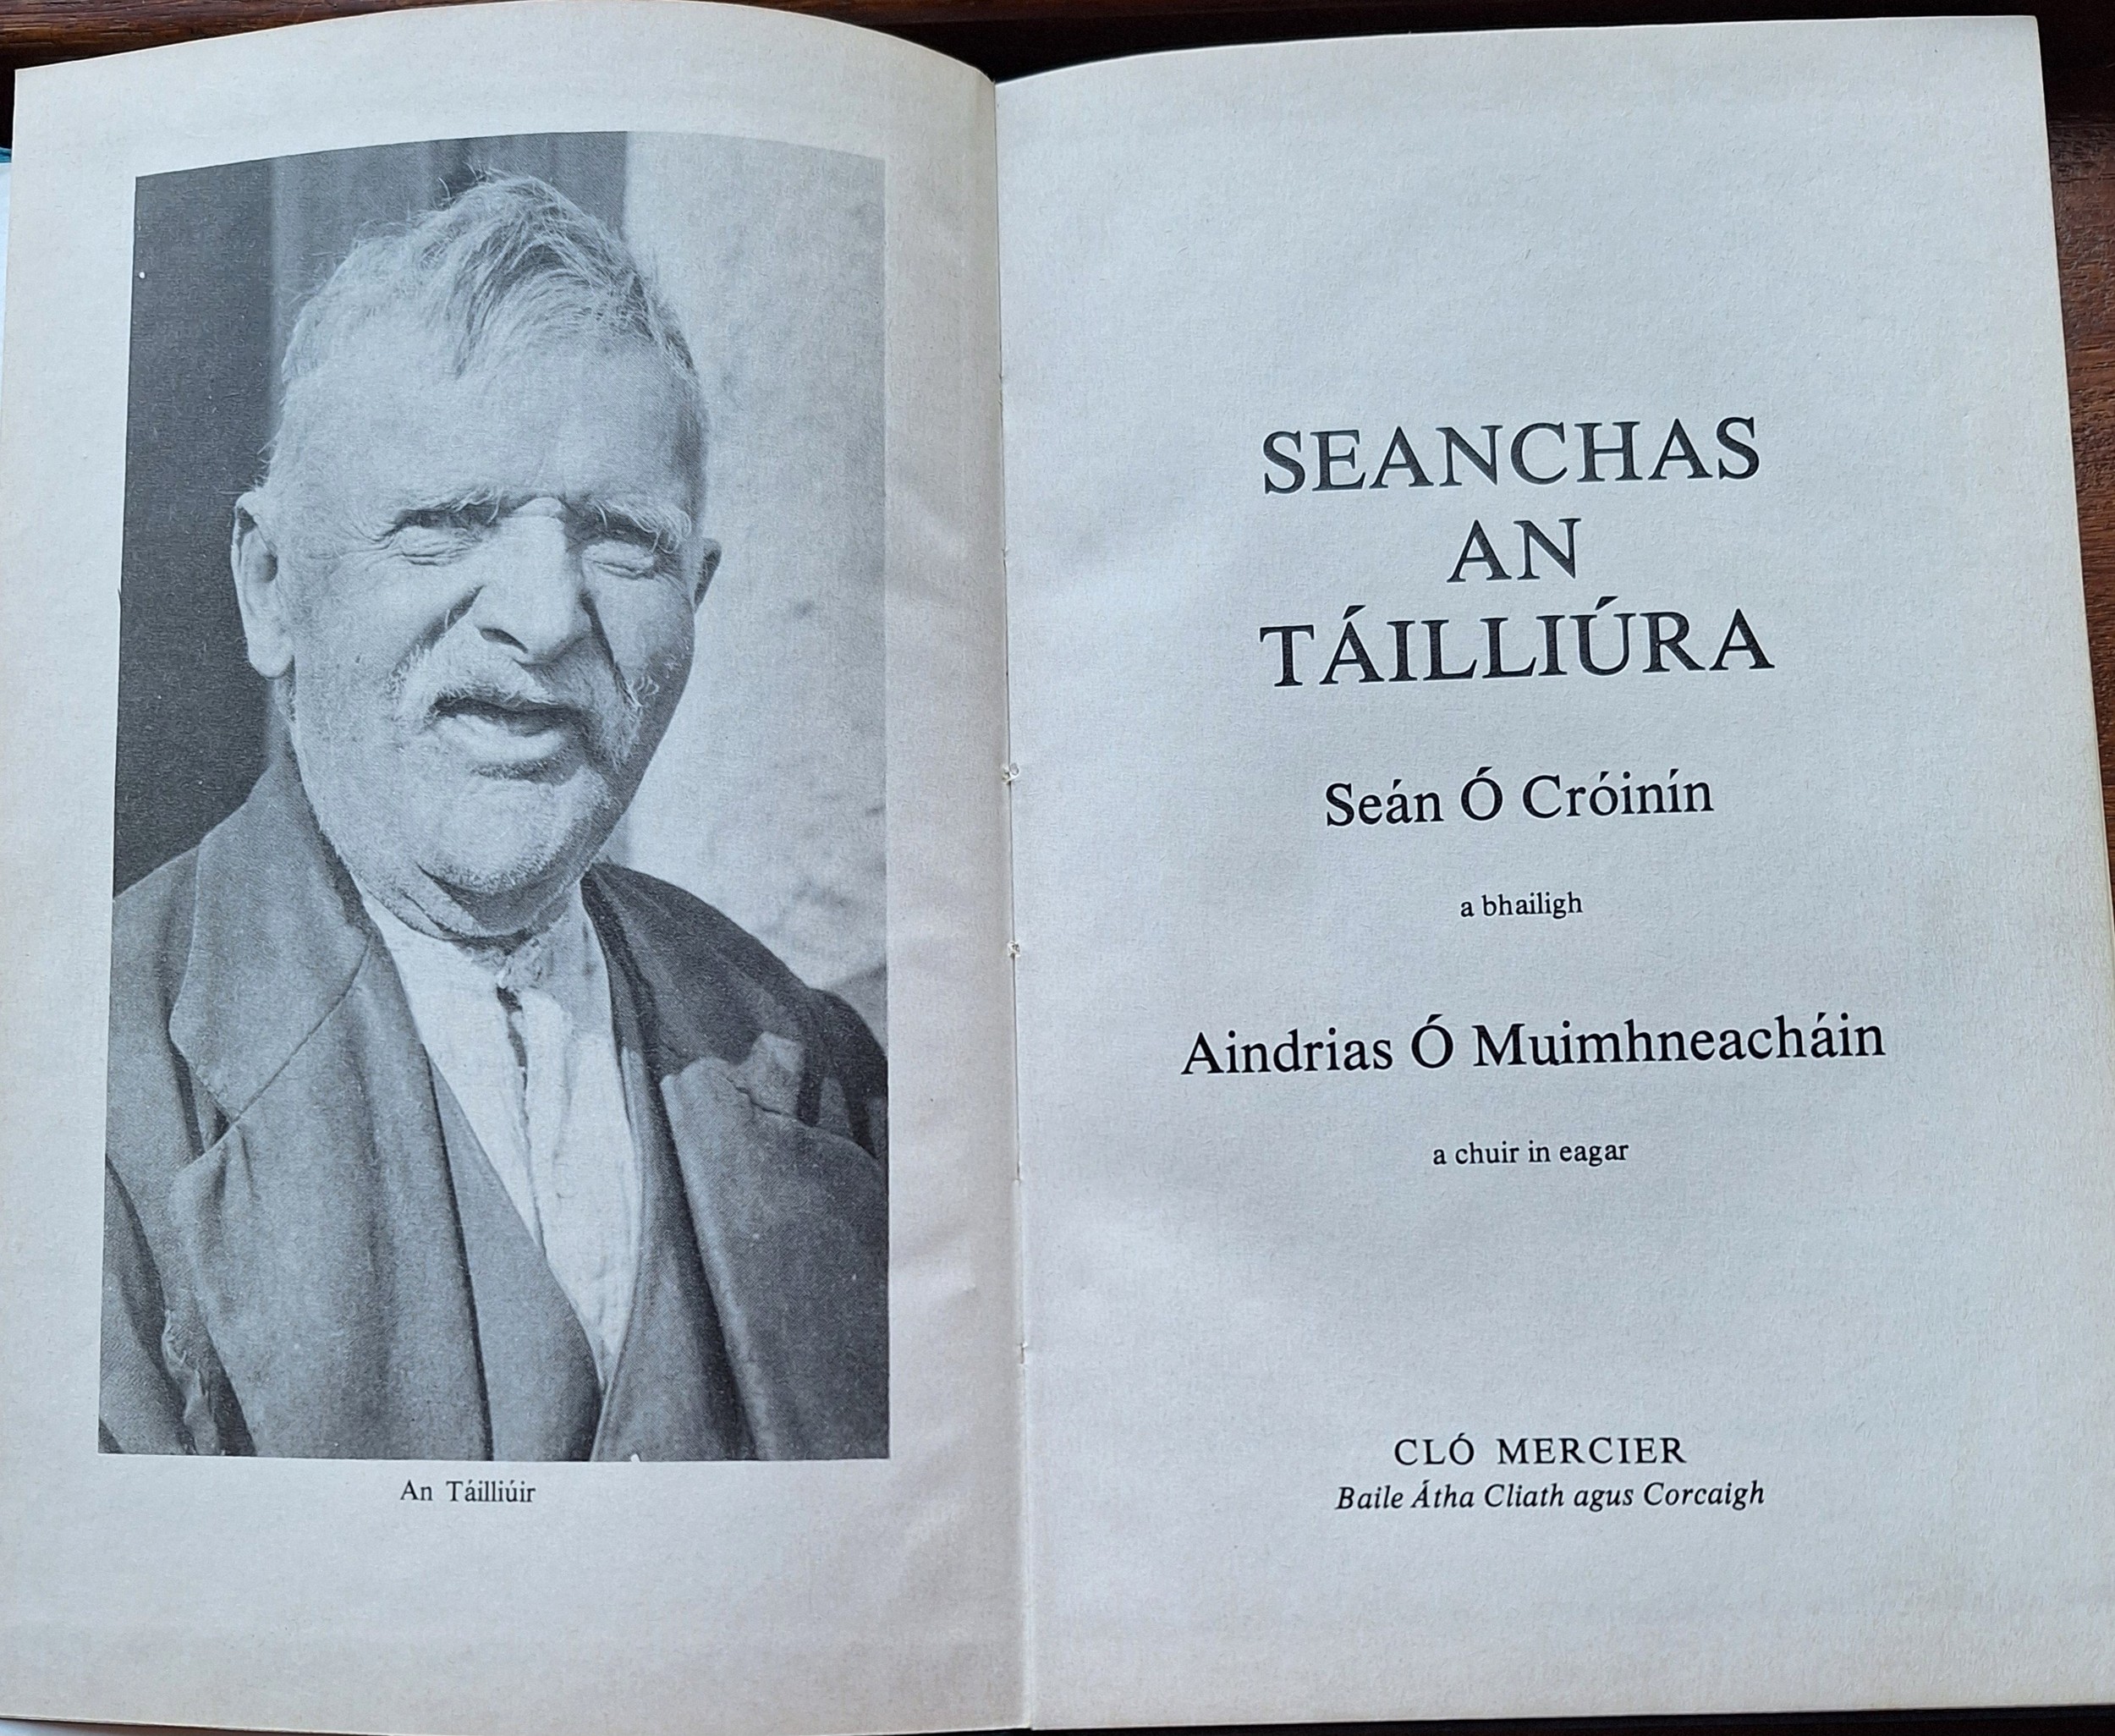 An Táilliúir
SEANCHAS
AN
TÁILLIÚRA
Seán Ó Cróinín
a bhailigh
Aindrias Ó Muimhneacháin
a chuir in eagar
CLÓ MERCIER
Baile Átha Cliath agus Corcaigh